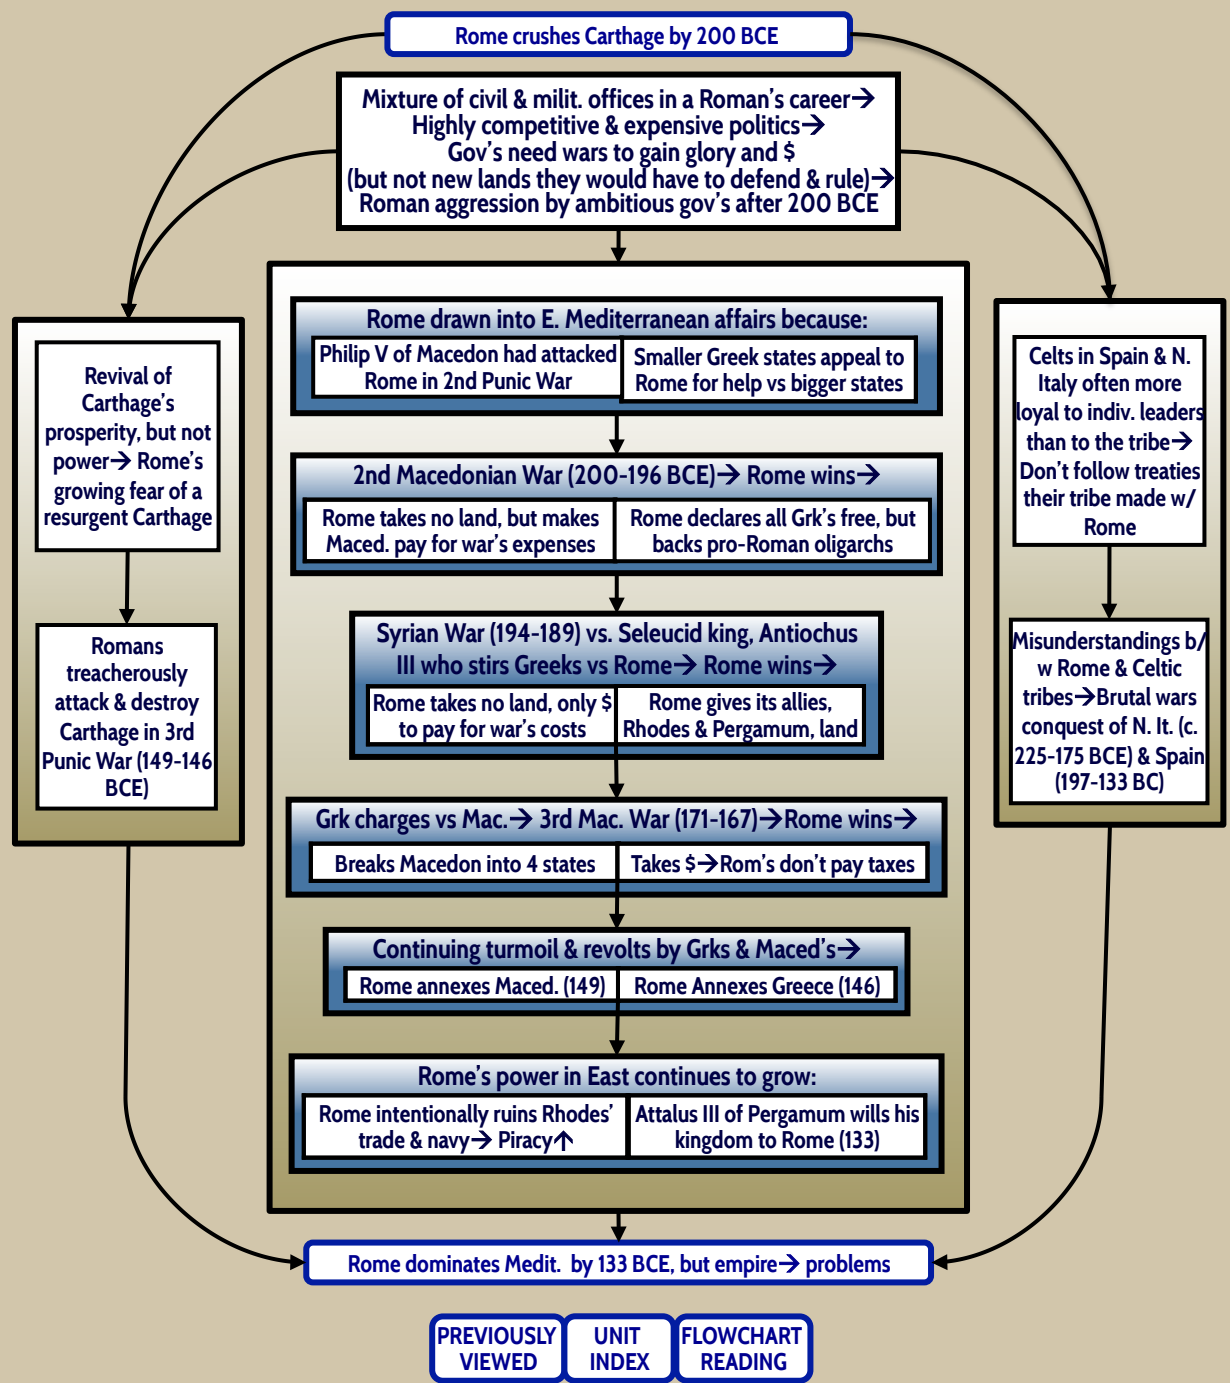 Rome crushes Carthage by 200 BCE
Mixture of civil & milit. offices in a Roman's career→
Highly competitive & expensive politics→
Gov's need wars to gain glory and $
(but not new lands they would have to defend & rule)→
Roman aggression by ambitious gov's after 200 BCE
Revival of
Carthage's
prosperity, but not
power→ Rome's
growing fear of a
resurgent Carthage
Romans
treacherously
attack & destroy
Carthage in 3rd
Punic War (149-146
BCE)
Rome drawn into E. Mediterranean affairs because:
Philip V of Macedon had attacked
Rome in 2nd Punic War
Smaller Greek states appeal to
Rome for help vs bigger states
2nd Macedonian War (200-196 BCE)→ Rome wins→
Rome takes no land, but makes
Maced. pay for war's expenses
Rome declares all Grk's free, but
backs pro-Roman oligarchs
Syrian War (194-189) vs. Seleucid king, Antiochus
III who stirs Greeks vs Rome→ Rome wins→
Rome takes no land, only $
to pay for war's costs
Rome gives its allies,
Rhodes & Pergamum, land
Grk charges vs Mac.→ 3rd Mac. War (171-167)→Rome wins→
Breaks Macedon into 4 states
Takes $→Rom's don't pay taxes
Continuing turmoil & revolts by Grks & Maced's→
Rome annexes Maced. (149)
Rome Annexes Greece (146)
Rome's power in East continues to grow:
Rome intentionally ruins Rhodes'
trade & navy→ Piracy↑
Attalus III of Pergamum wills his
kingdom to Rome (133)
Celts in Spain & N.
Italy often more
loyal to indiv. leaders
than to the tribe→
Don't follow treaties
their tribe made w/
Rome
Misunderstandings b/
w Rome & Celtic
tribes→Brutal wars
conquest of N. It. (c.
225-175 BCE) & Spain
(197-133 BC)
Rome dominates Medit. by 133 BCE, but empire→ problems
PREVIOUSLY
VIEWED
UNIT
INDEX
FLOWCHART
READING